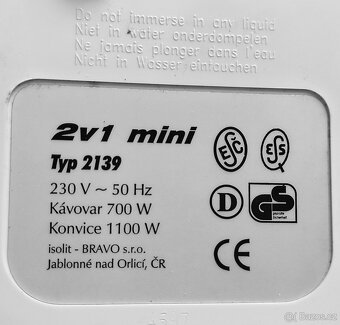 Do not immerse in any liquid
Niet in water onderdompelen
Ne jamais plonger dans l'eau
Nicht in Wasser eintauchen
2v1 mini
Typ 2139
230 V ~ 50 Hz
Kávovar 700 W
Konvice 1100 W
isolit - BRAVO s.r.o.
Jablonné nad Orlicí, ČR
ESČ
D
GS
CE
Bazos.cz